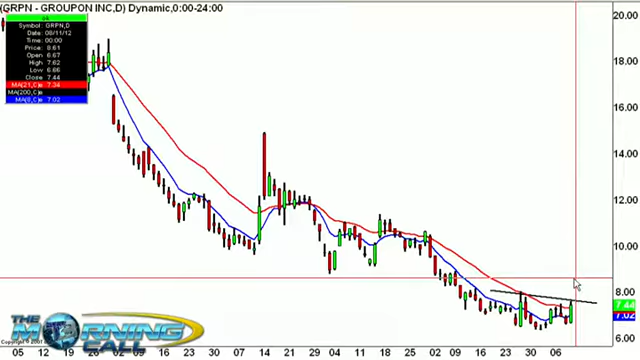 (GRPN - GROUPON INC,D) Dynamic,0:00-24:00
Symbol: GRPN,D
Date: 08/11/12
Time: 00:00
Price: 8.61
Open 6.67
High 7.62
Low 6.66
Close 7.44
MA(21,C)e 7.34
MA(200,C)e
MA(8,C)e 7.02
20.00
18.00
16.00
14.00
12.00
10.00
8.00
7.44
7.02
6.00
THE MORNING CALL
05 12 19 26 02 09 16 23 30 07 14 21 29 04 11 18 25 02 09 16 23 30 06